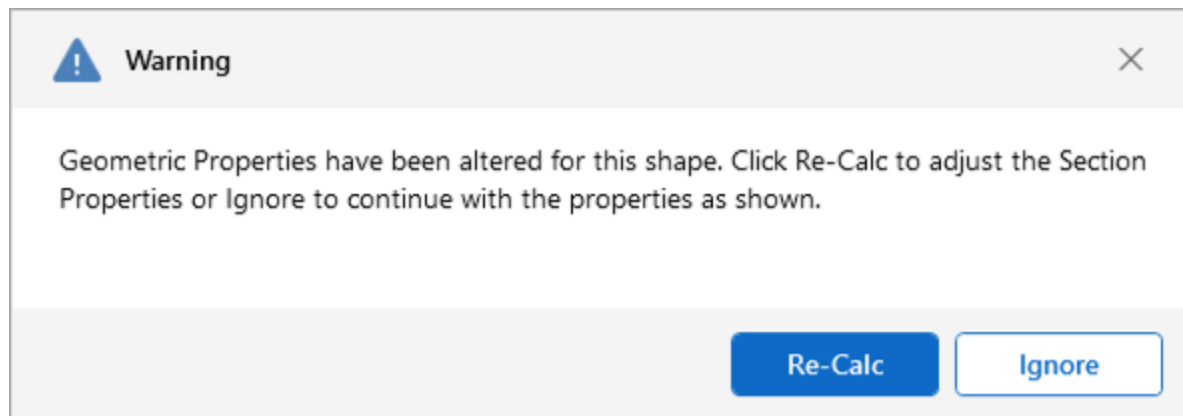 Warning
Geometric Properties have been altered for this shape. Click Re-Calc to adjust the Section
Properties or Ignore to continue with the properties as shown.
Re-Calc Ignore